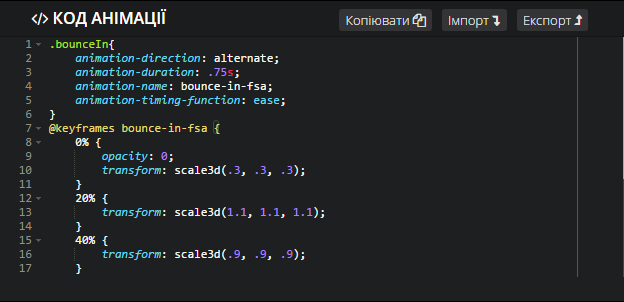 </> КОД АНІМАЦІЇ Копіювати Імпорт Експорт
1 .bounceIn{
2 animation-direction: alternate;
3 animation-duration: .75s;
4 animation-name: bounce-in-fsa;
5 animation-timing-function: ease;
6 }
7 @keyframes bounce-in-fsa {
8 0% {
9 opacity: 0;
10 transform: scale3d(.3, .3, .3);
11 }
12 20% {
13 transform: scale3d(1.1, 1.1, 1.1);
14 }
15 40% {
16 transform: scale3d(.9, .9, .9);
17 }